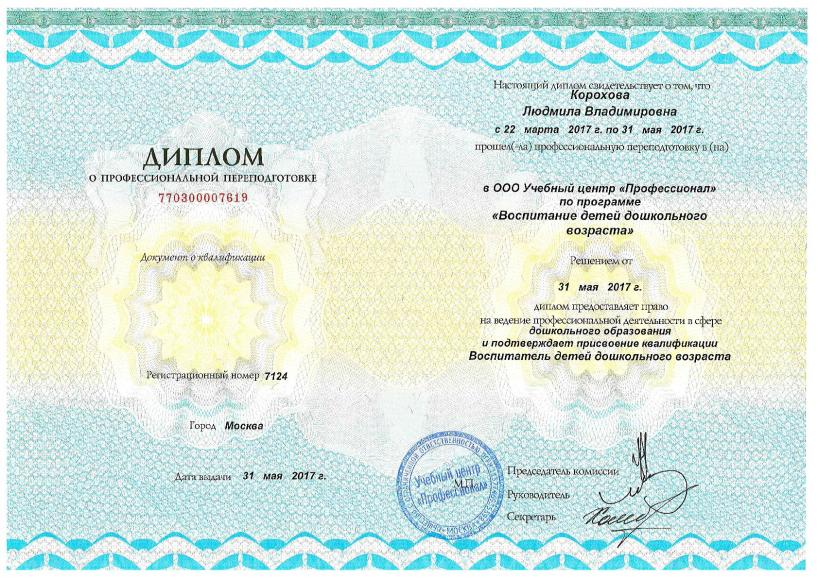 ДИПЛОМ
О ПРОФЕССИОНАЛЬНОЙ ПЕРЕПОДГОТОВКЕ
770300007619
Документ о квалификации
Регистрационный номер 7124
Город Москва
Дата выдачи 31 мая 2017 г.
Настоящий диплом свидетельствует о том, что
Корохова
Людмила Владимировна
с 22 марта 2017 г. по 31 мая 2017 г.
прошел(-ла) профессиональную переподготовку в (на)
в ООО Учебный центр «Профессионал»
по программе
«Воспитание детей дошкольного
возраста»
Решением от
31 мая 2017 г.
диплом предоставляет право
на ведение профессиональной деятельности в сфере
дошкольного образования
и подтверждает присвоение квалификации
Воспитатель детей дошкольного возраста
Председатель комиссии
Руководитель
Секретарь
М.П.
Учебный центр
«Профессионал»